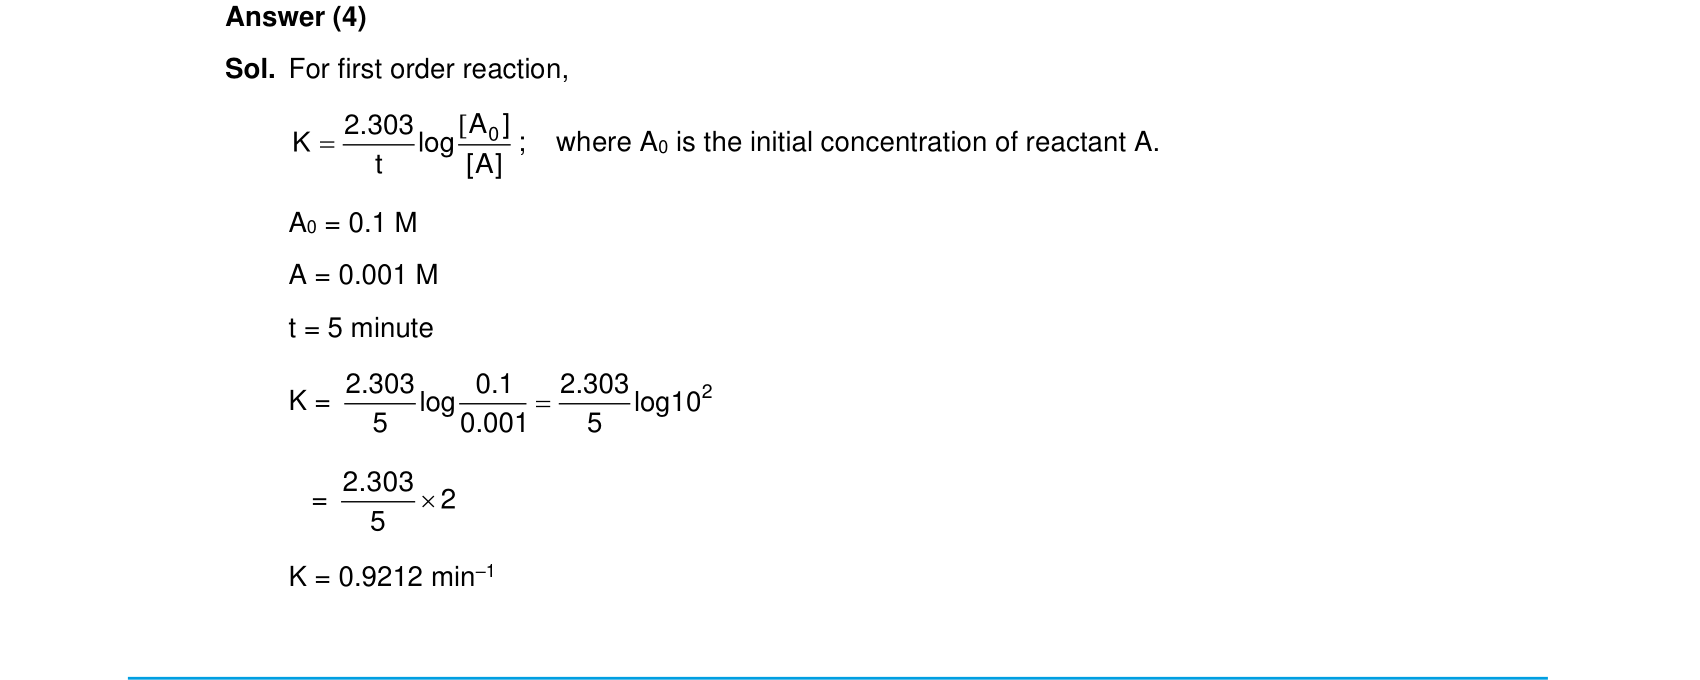 Answer (4)
Sol. For first order reaction,
K = 2.303/t log [A₀]/[A] ; where A₀ is the initial concentration of reactant A.
A₀ = 0.1 M
A = 0.001 M
t = 5 minute
K = 2.303/5 log 0.1/0.001 = 2.303/5 log10²
= 2.303/5 × 2
K = 0.9212 min⁻¹